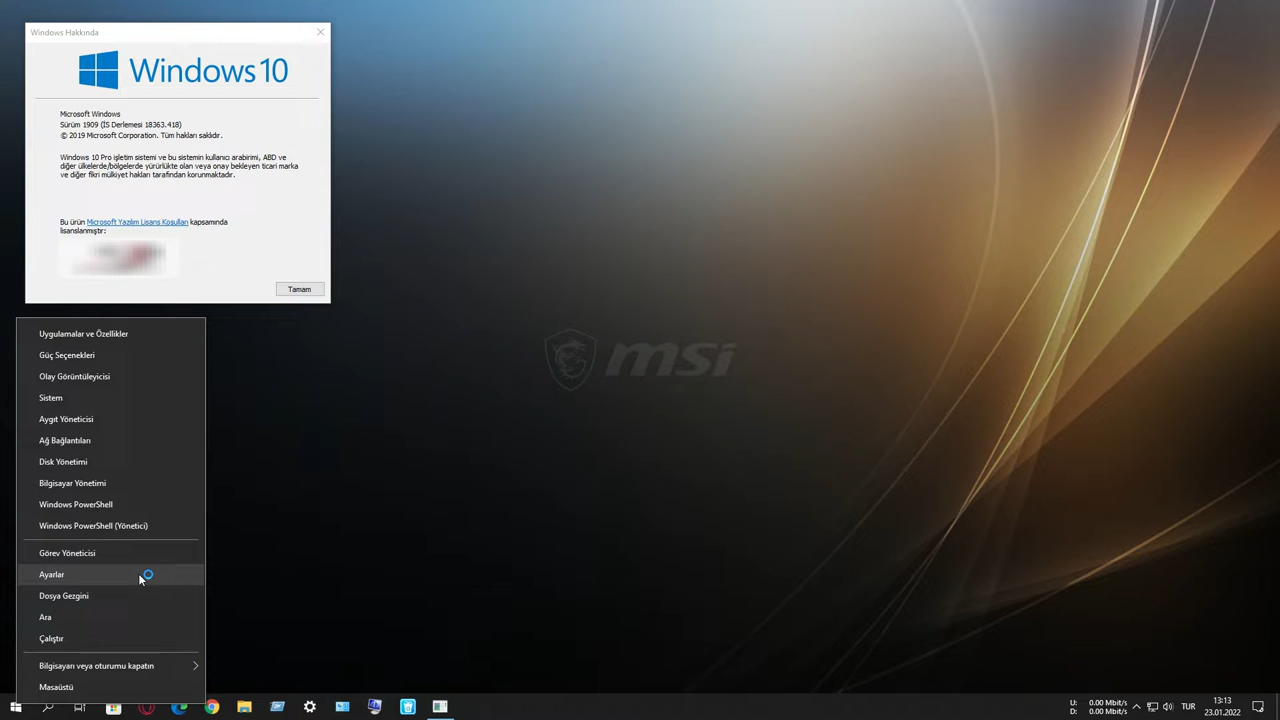 Windows Hakkında
Windows 10
Microsoft Windows
Sürüm 1909 (İS Derlemesi 18363.418)
© 2019 Microsoft Corporation. Tüm hakları saklıdır.
Windows 10 Pro işletim sistemi ve bu sistemin kullanıcı arabirimi, ABD ve
diğer ülkelerde/bölgelerde yürürlükte olan veya onay bekleyen ticari marka
ve diğer fikri mülkiyet hakları tarafından korunmaktadır.
Bu ürün Microsoft Yazılım Lisans Koşulları kapsamında
lisanslanmıştır:
Tamam
msi
Uygulamalar ve Özellikler
Güç Seçenekleri
Olay Görüntüleyicisi
Sistem
Aygıt Yöneticisi
Ağ Bağlantıları
Disk Yönetimi
Bilgisayar Yönetimi
Windows PowerShell
Windows PowerShell (Yönetici)
Görev Yöneticisi
Ayarlar
Dosya Gezgini
Ara
Çalıştır
Bilgisayarı veya oturumu kapatın
Masaüstü
U: 0.00 Mbit/s
D: 0.00 Mbit/s
TUR
13:13
23.01.2022